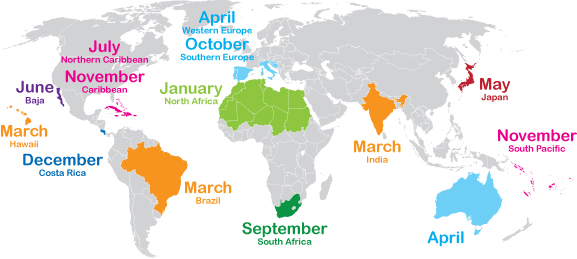 April
Western Europe
October
Southern Europe
July
Northern Caribbean
November
Caribbean
January
North Africa
June
Baja
May
Japan
March
Hawaii
December
Costa Rica
March
Brazil
March
India
November
South Pacific
September
South Africa
April